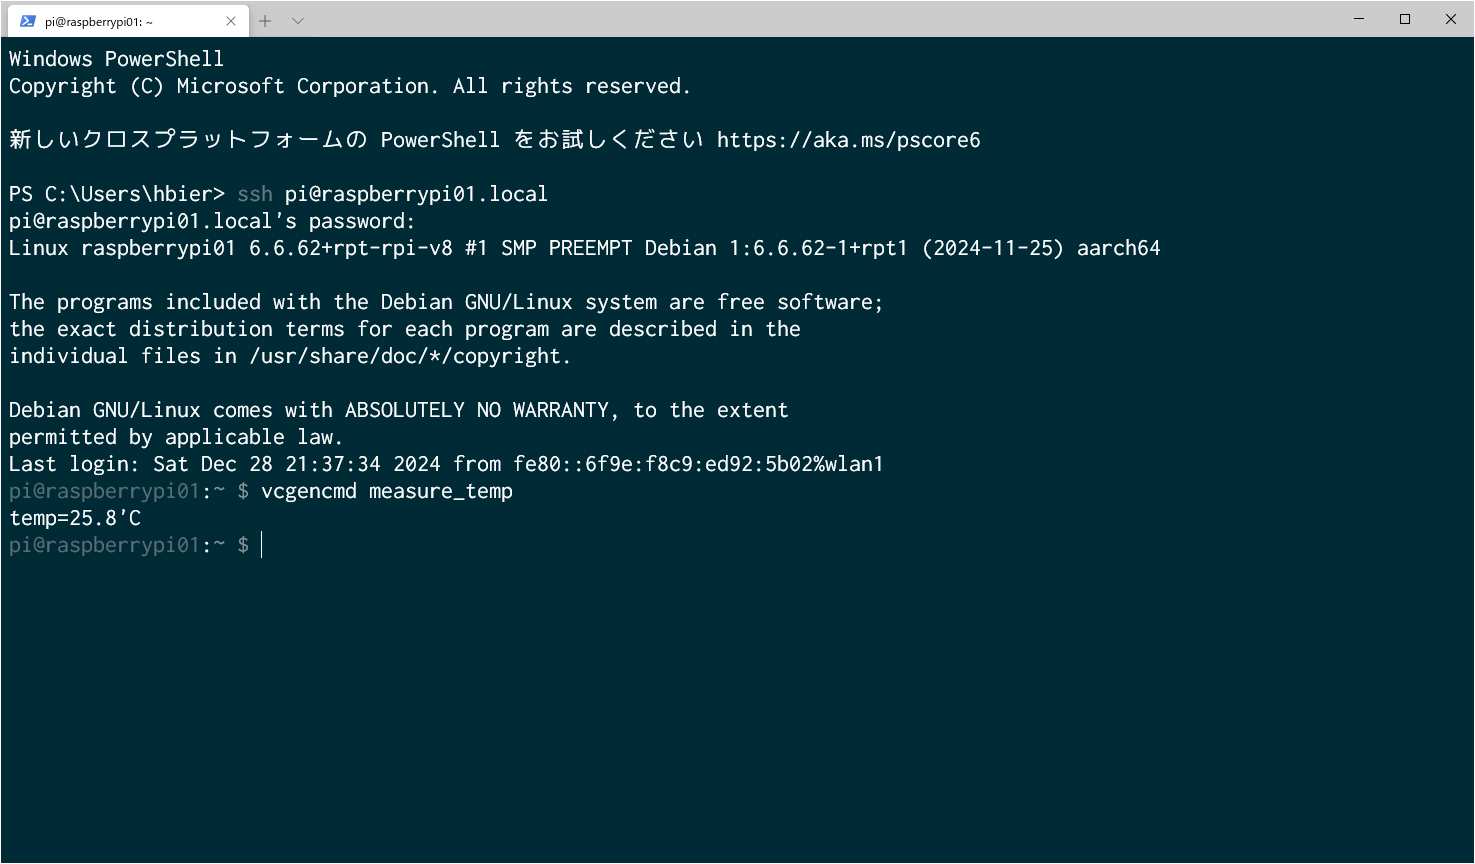 pi@raspberrypi01: ~
Windows PowerShell
Copyright (C) Microsoft Corporation. All rights reserved.
新しいクロスプラットフォームの PowerShell をお試しください https://aka.ms/pscore6
PS C:\Users\hbier> ssh pi@raspberrypi01.local
pi@raspberrypi01.local's password:
Linux raspberrypi01 6.6.62+rpt-rpi-v8 #1 SMP PREEMPT Debian 1:6.6.62-1+rpt1 (2024-11-25) aarch64
The programs included with the Debian GNU/Linux system are free software;
the exact distribution terms for each program are described in the
individual files in /usr/share/doc/*/copyright.
Debian GNU/Linux comes with ABSOLUTELY NO WARRANTY, to the extent
permitted by applicable law.
Last login: Sat Dec 28 21:37:34 2024 from fe80::6f9e:f8c9:ed92:5b02%wlan1
pi@raspberrypi01:~ $ vcgencmd measure_temp
temp=25.8'C
pi@raspberrypi01:~ $